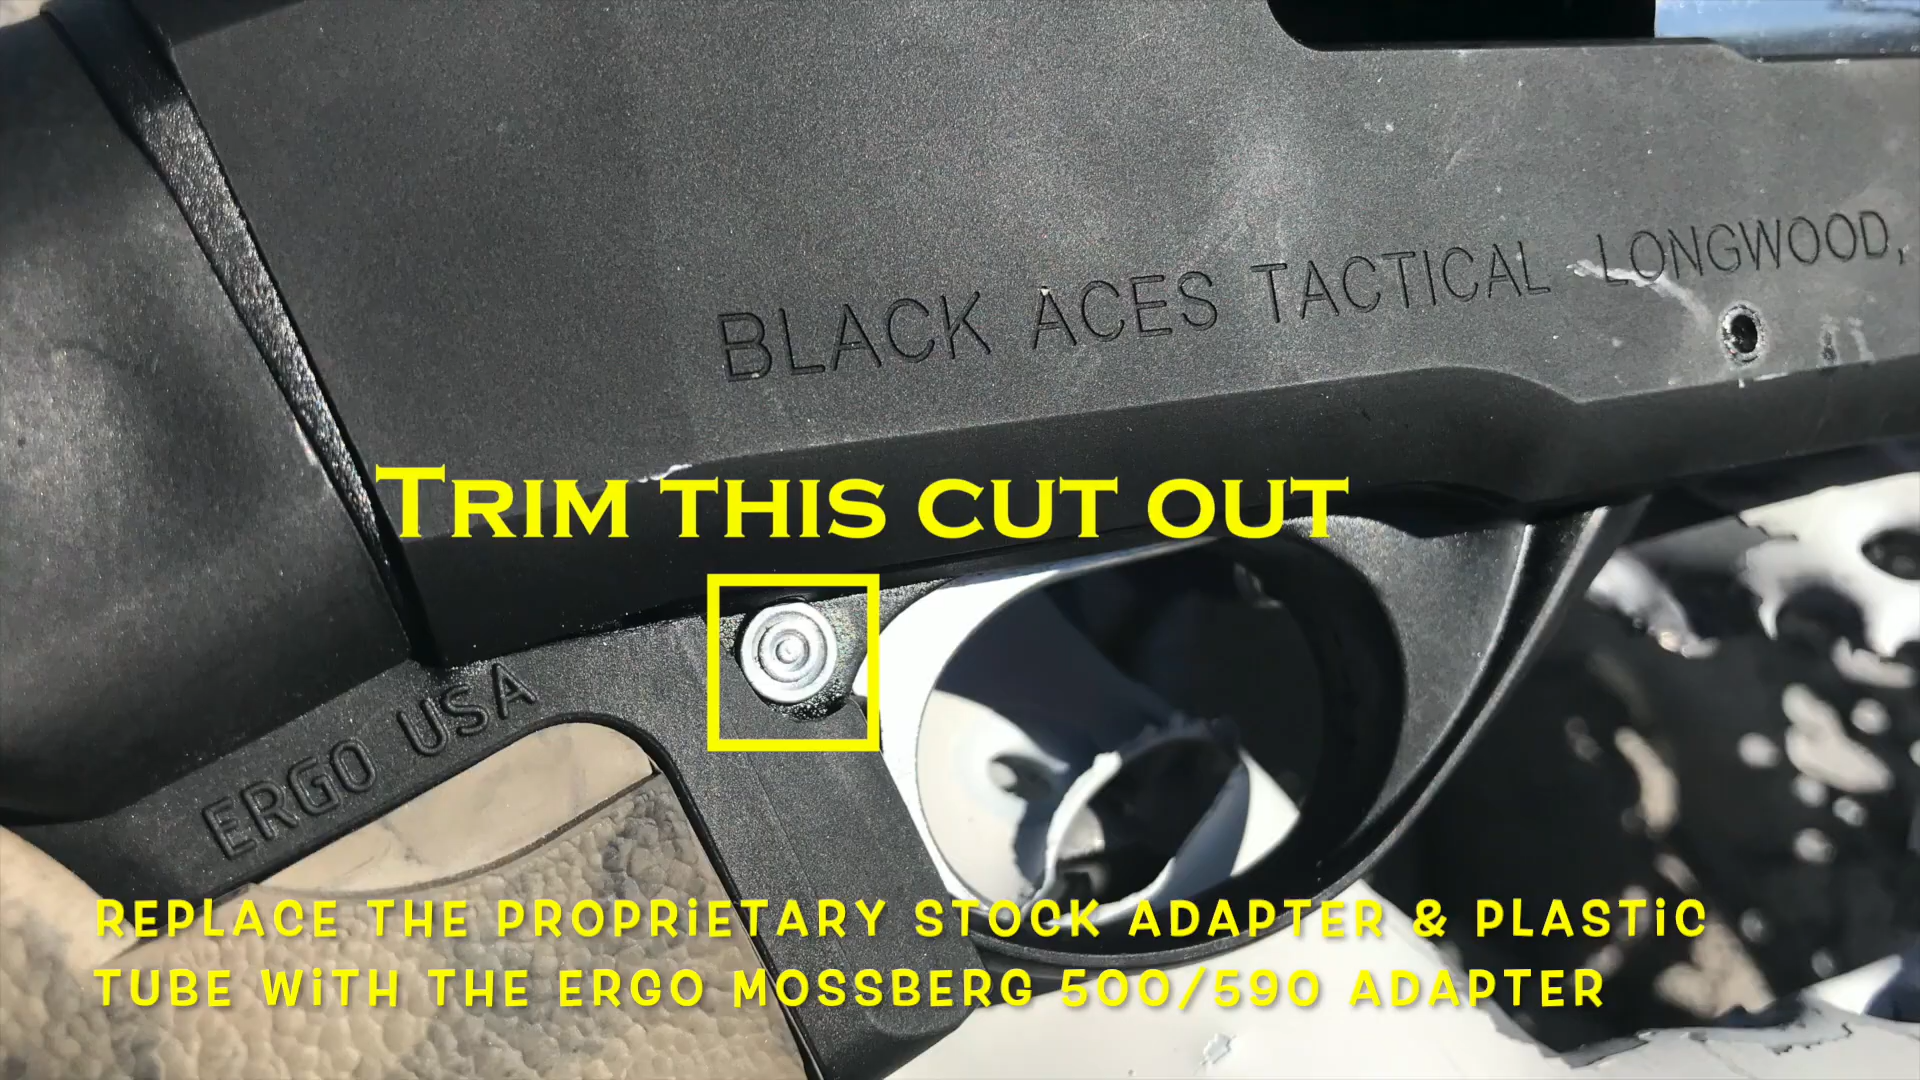 BLACK ACES TACTICAL LONGWOOD,
TRIM THIS CUT OUT
ERGO USA
REPLACE THE PROPRiETARY STOCK ADAPTER & PLASTiC
TUBE WiTH THE ERGO MOSSBERG 500/590 ADAPTER